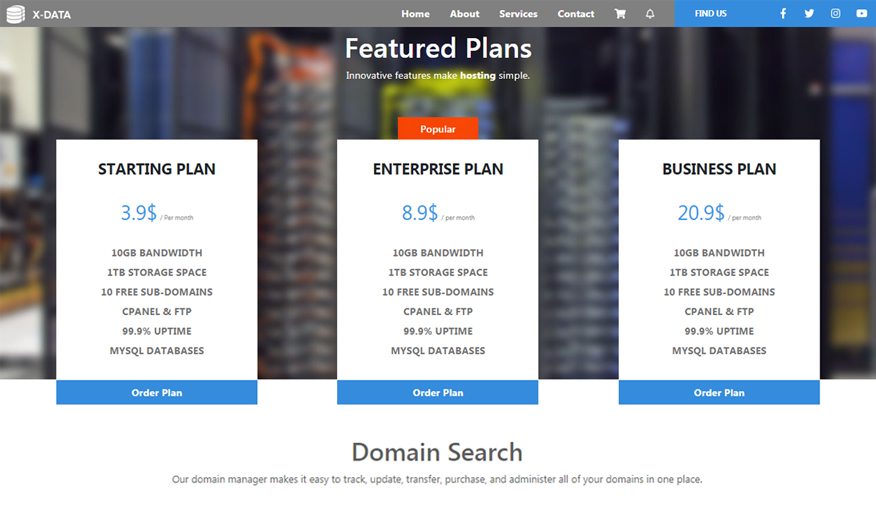 X-DATA Home About Services Contact FIND US
Featured Plans
Innovative features make hosting simple.
Popular
STARTING PLAN
3.9$ / Per month
10GB BANDWIDTH
1TB STORAGE SPACE
10 FREE SUB-DOMAINS
CPANEL & FTP
99.9% UPTIME
MYSQL DATABASES
Order Plan
ENTERPRISE PLAN
8.9$ / Per month
10GB BANDWIDTH
1TB STORAGE SPACE
10 FREE SUB-DOMAINS
CPANEL & FTP
99.9% UPTIME
MYSQL DATABASES
Order Plan
BUSINESS PLAN
20.9$ / per month
10GB BANDWIDTH
1TB STORAGE SPACE
10 FREE SUB-DOMAINS
CPANEL & FTP
99.9% UPTIME
MYSQL DATABASES
Order Plan
Domain Search
Our domain manager makes it easy to track, update, transfer, purchase, and administer all of your domains in one place.